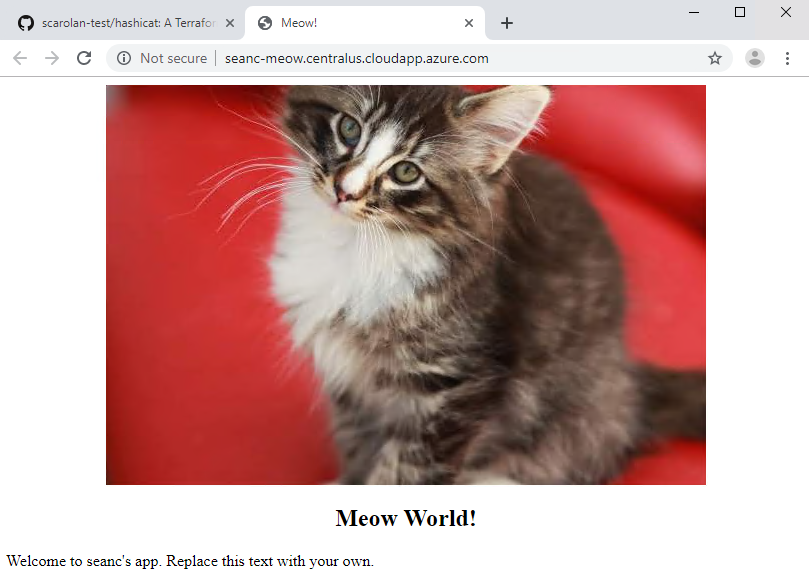 scarolan-test/hashicat: A Terrafor
Meow!
Not secure
seanc-meow.centralus.cloudapp.azure.com
Meow World!
Welcome to seanc's app. Replace this text with your own.